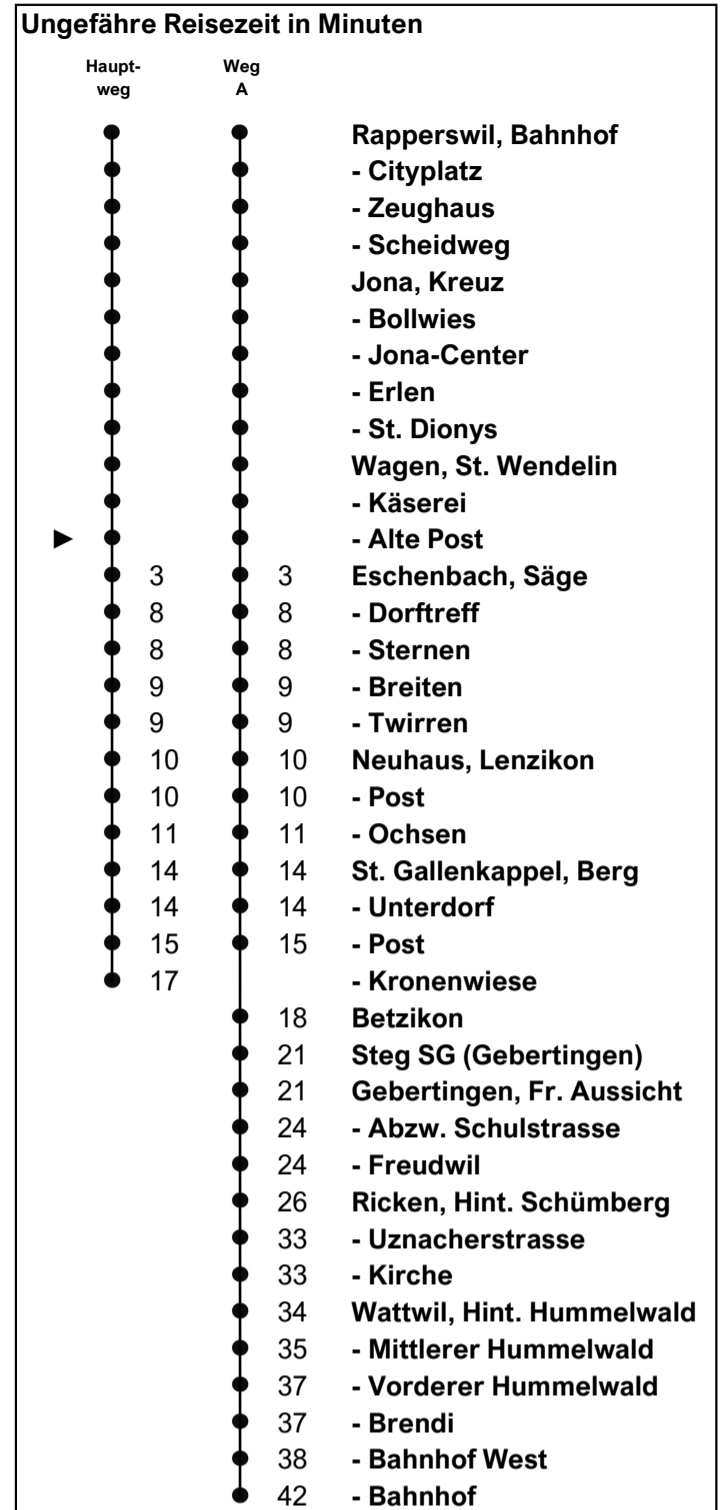 Ungefähre Reisezeit in Minuten
Haupt- Weg
weg A
Rapperswil, Bahnhof
- Cityplatz
- Zeughaus
- Scheidweg
Jona, Kreuz
- Bollwies
- Jona-Center
- Erlen
- St. Dionys
Wagen, St. Wendelin
- Käserei
- Alte Post
3 3 Eschenbach, Säge
8 8 - Dorftreff
8 8 - Sternen
9 9 - Breiten
9 9 - Twirren
10 10 Neuhaus, Lenzikon
10 10 - Post
11 11 - Ochsen
14 14 St. Gallenkappel, Berg
14 14 - Unterdorf
15 15 - Post
17 - Kronenwiese
18 Betzikon
21 Steg SG (Gebertingen)
21 Gebertingen, Fr. Aussicht
24 - Abzw. Schulstrasse
24 - Freudwil
26 Ricken, Hint. Schümberg
33 - Uznacherstrasse
33 - Kirche
34 Wattwil, Hint. Hummelwald
35 - Mittlerer Hummelwald
37 - Vorderer Hummelwald
37 - Brendi
38 - Bahnhof West
42 - Bahnhof